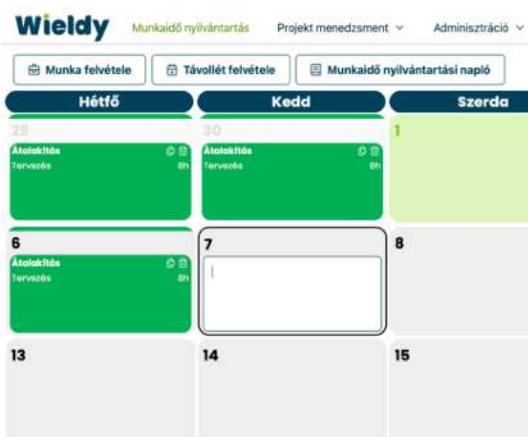 Wieldy Munkaidő nyilvántartás Projekt menedzsment Adminisztráció
Munka felvétele Távollét felvétele Munkaidő nyilvántartási napló
Hétfő Kedd Szerda
29 30 1
Átalakítás Átalakítás
Tervezés 8h Tervezés 8h
6 7 8
Átalakítás
Tervezés 8h
13 14 15